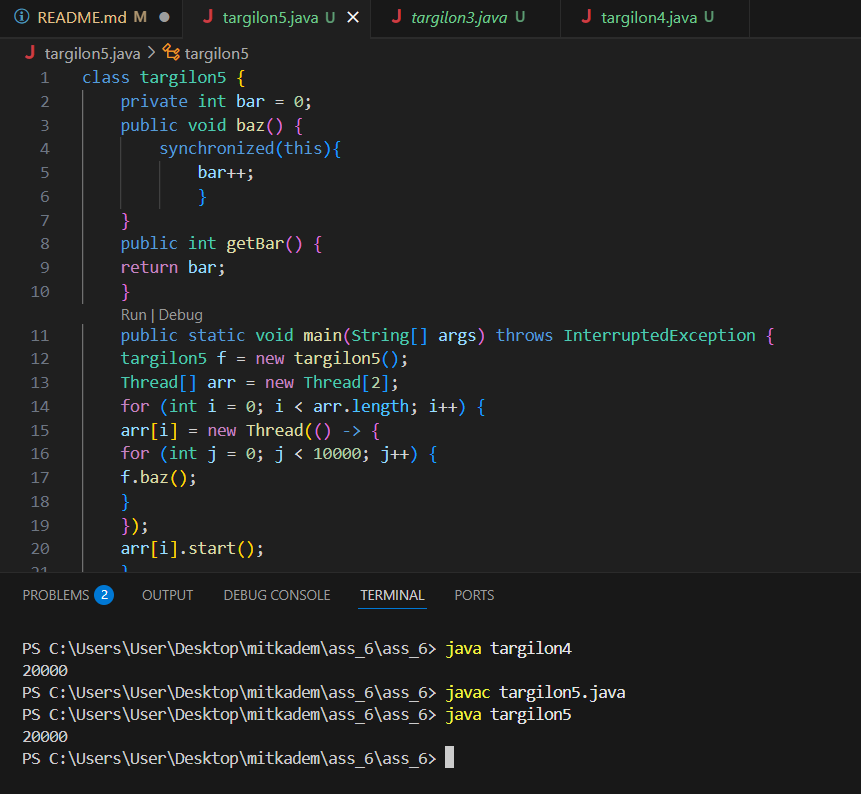 README.md M
targilon5.java U
targilon3.java U
targilon4.java U
targilon5.java > targilon5
1 class targilon5 {
2 private int bar = 0;
3 public void baz() {
4 synchronized(this){
5 bar++;
6 }
7 }
8 public int getBar() {
9 return bar;
10 }
Run | Debug
11 public static void main(String[] args) throws InterruptedException {
12 targilon5 f = new targilon5();
13 Thread[] arr = new Thread[2];
14 for (int i = 0; i < arr.length; i++) {
15 arr[i] = new Thread(() -> {
16 for (int j = 0; j < 10000; j++) {
17 f.baz();
18 }
19 });
20 arr[i].start();
21 }
PROBLEMS 2 OUTPUT DEBUG CONSOLE TERMINAL PORTS
PS C:\Users\User\Desktop\mitkadem\ass_6\ass_6> java targilon4
20000
PS C:\Users\User\Desktop\mitkadem\ass_6\ass_6> javac targilon5.java
PS C:\Users\User\Desktop\mitkadem\ass_6\ass_6> java targilon5
20000
PS C:\Users\User\Desktop\mitkadem\ass_6\ass_6>